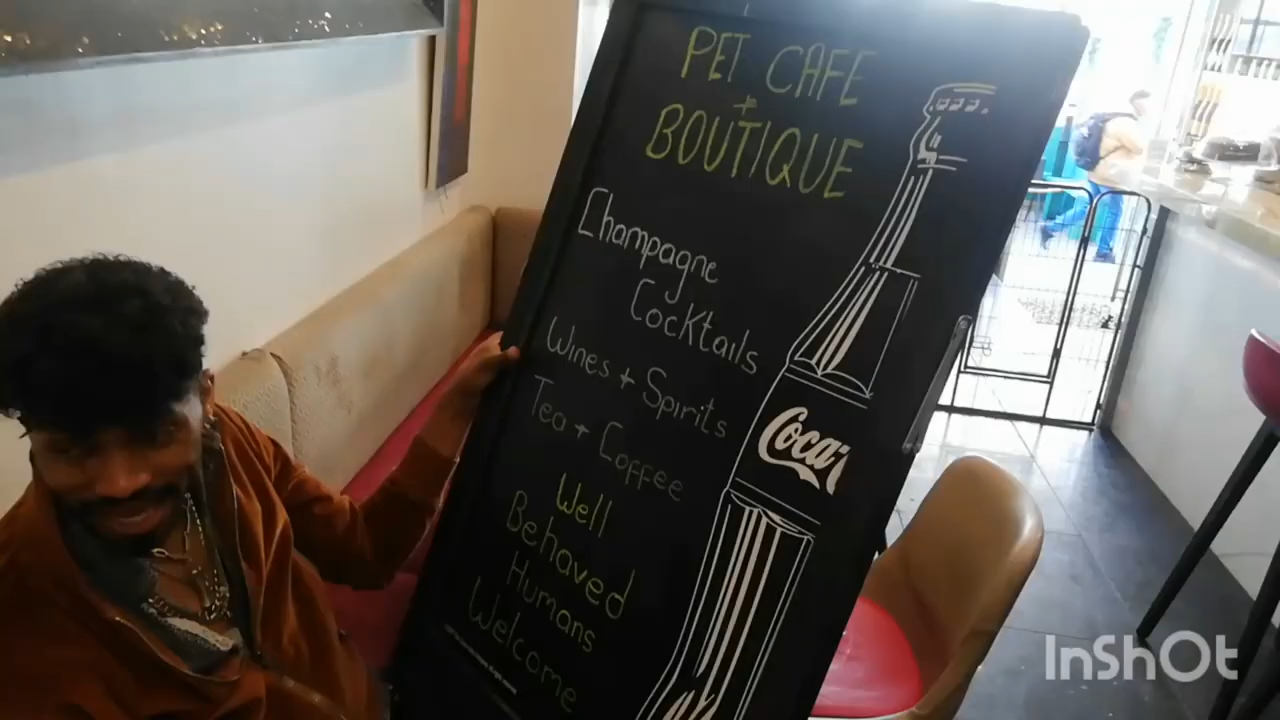 PET CAFE
+
BOUTIQUE
Champagne
Cocktails
Wines + Spirits
Tea + Coffee
Well
Behaved
Humans
Welcome
Coca
InShOt